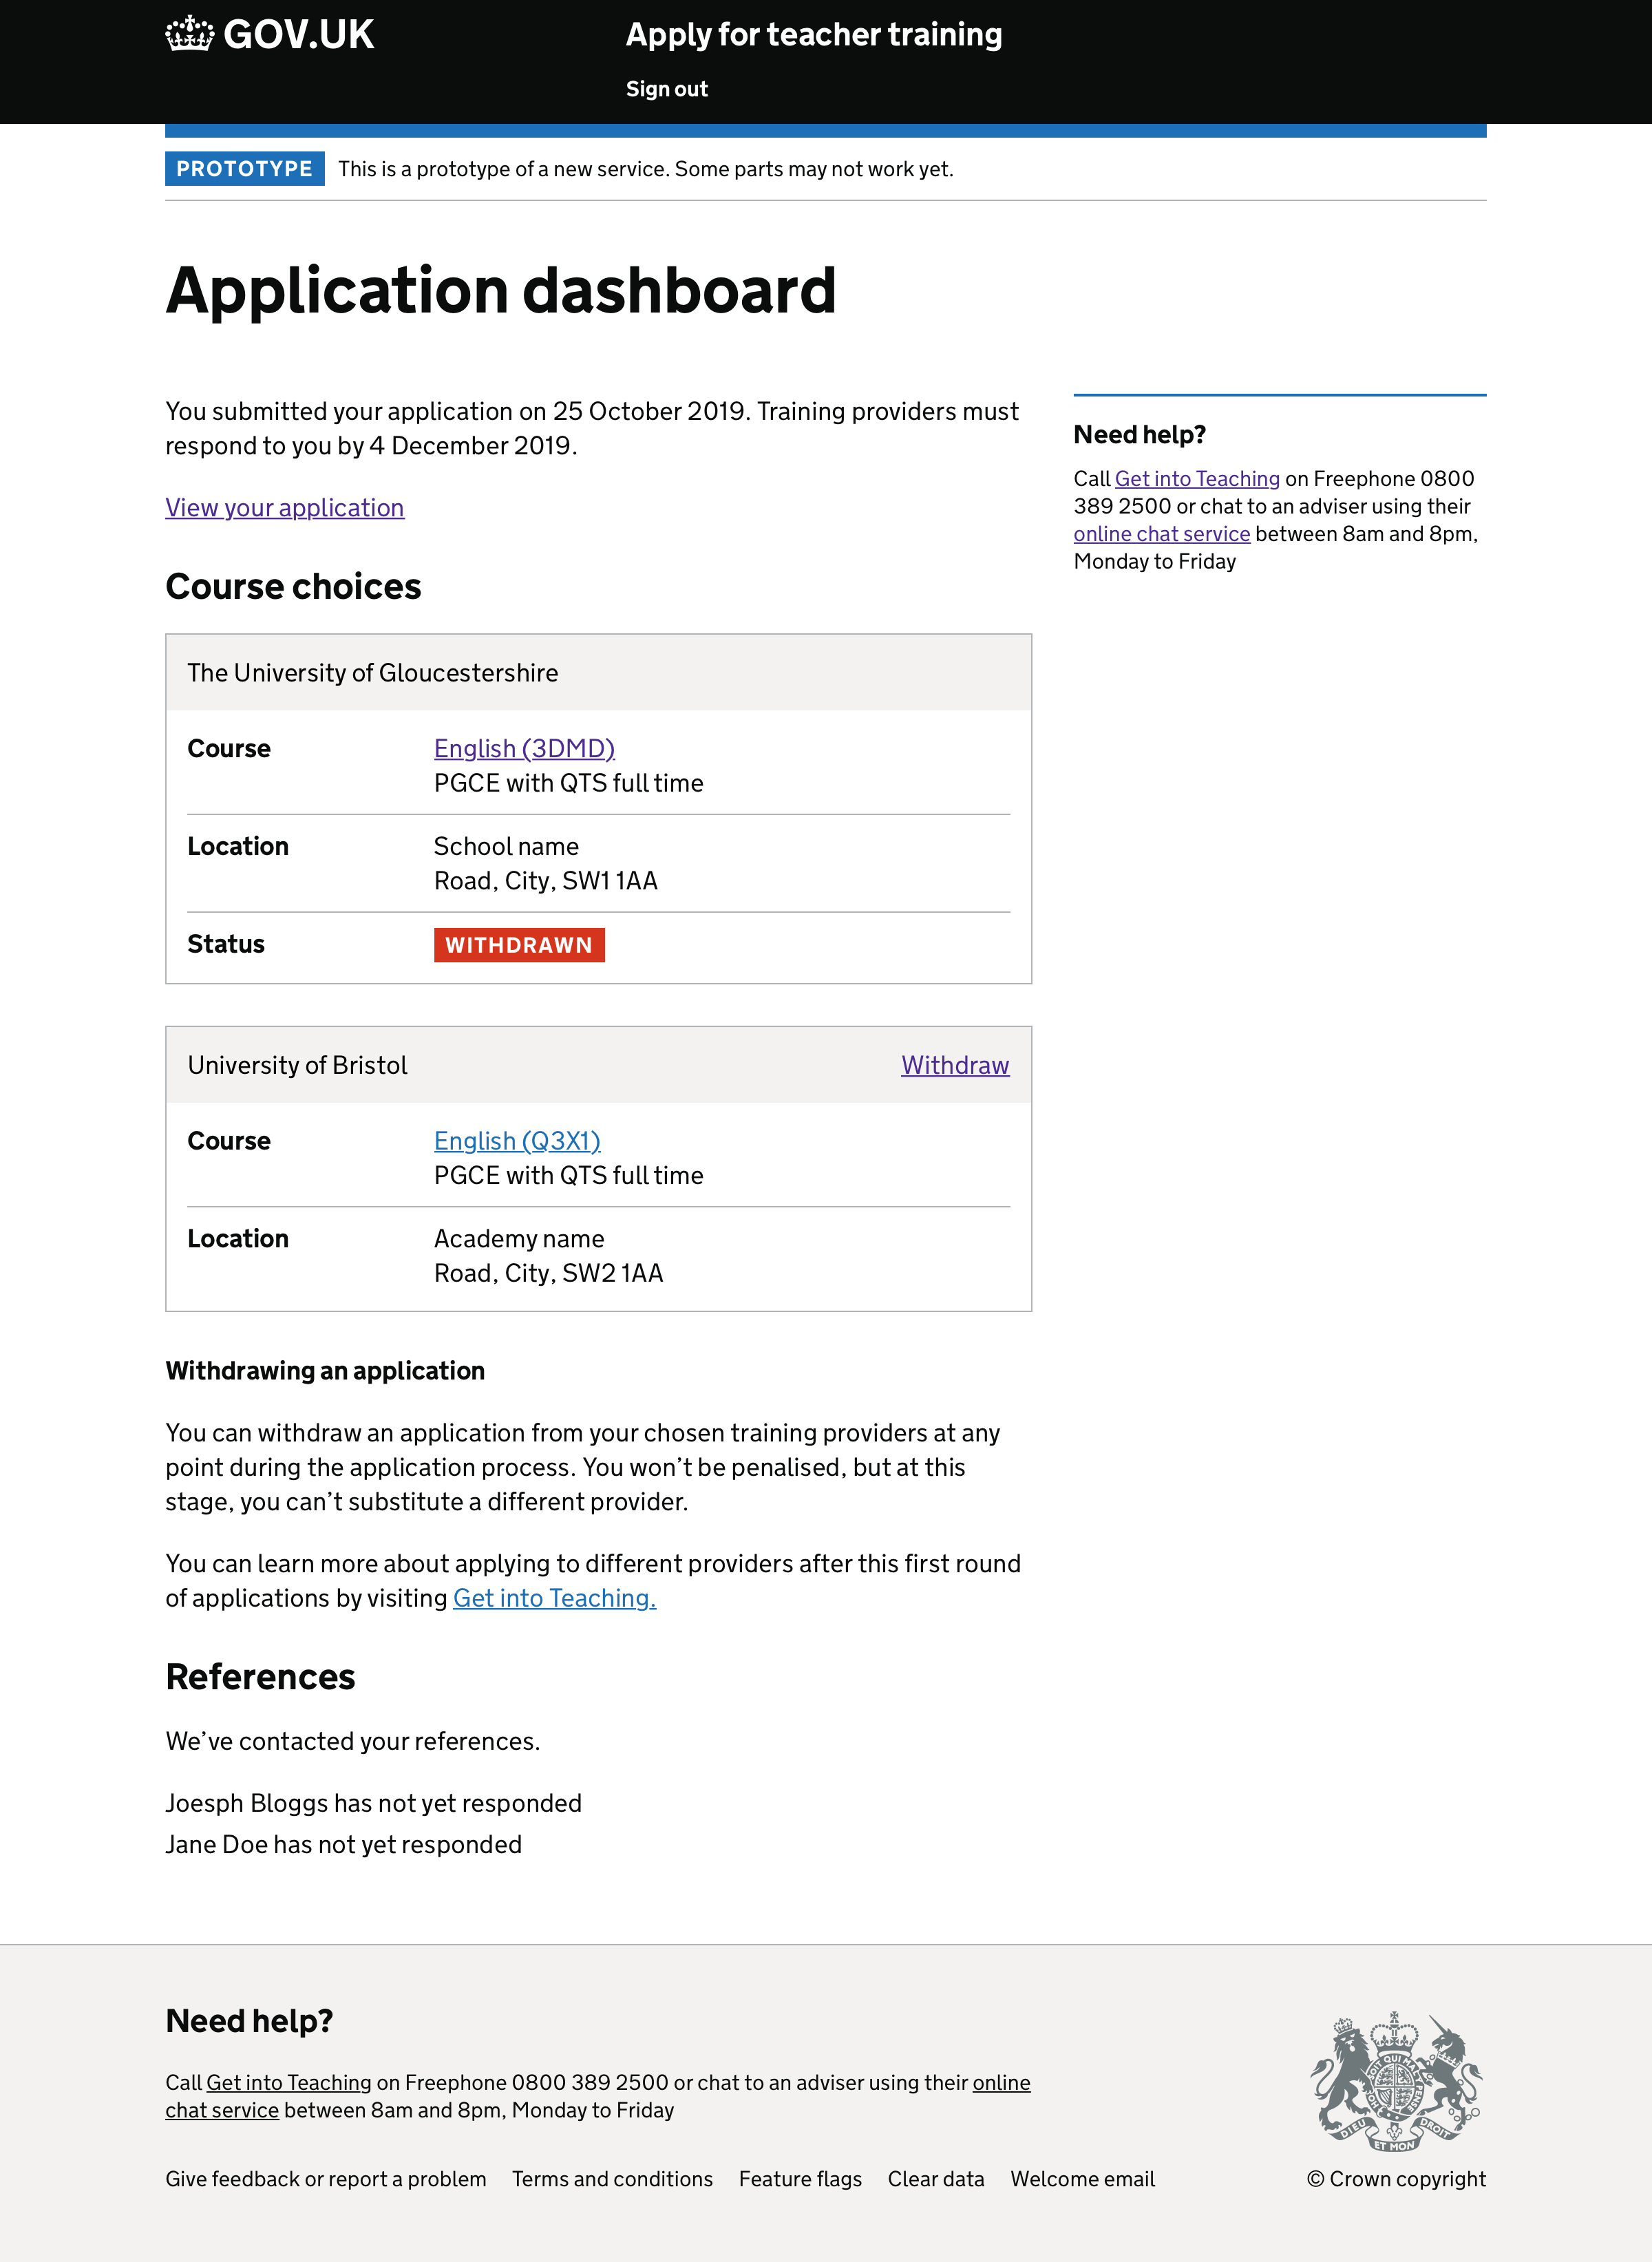 GOV.UK
Apply for teacher training
Sign out
PROTOTYPE
This is a prototype of a new service. Some parts may not work yet.
Application dashboard
You submitted your application on 25 October 2019. Training providers must
respond to you by 4 December 2019.
View your application
Need help?
Call Get into Teaching on Freephone 0800
389 2500 or chat to an adviser using their
online chat service between 8am and 8pm,
Monday to Friday
Course choices
The University of Gloucestershire
Course
English (3DMD)
PGCE with QTS full time
Location
School name
Road, City, SW1 1AA
Status
WITHDRAWN
University of Bristol
Withdraw
Course
English (Q3X1)
PGCE with QTS full time
Location
Academy name
Road, City, SW2 1AA
Withdrawing an application
You can withdraw an application from your chosen training providers at any
point during the application process. You won’t be penalised, but at this
stage, you can’t substitute a different provider.
You can learn more about applying to different providers after this first round
of applications by visiting Get into Teaching.
References
We’ve contacted your references.
Joesph Bloggs has not yet responded
Jane Doe has not yet responded
Need help?
Call Get into Teaching on Freephone 0800 389 2500 or chat to an adviser using their online
chat service between 8am and 8pm, Monday to Friday
DIEU ET MON DROIT
Give feedback or report a problem
Terms and conditions
Feature flags
Clear data
Welcome email
© Crown copyright